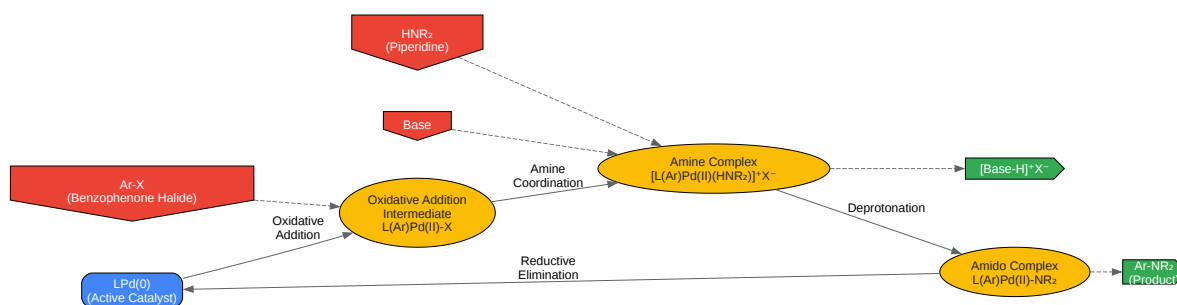 HNR₂
(Piperidine)
Base
Ar-X
(Benzophenone Halide)
Oxidative
Addition
Oxidative Addition
Intermediate
L(Ar)Pd(II)-X
Amine
Coordination
Amine Complex
[L(Ar)Pd(II)(HNR₂)]⁺X⁻
[Base-H]⁺X⁻
Deprotonation
Reductive
Elimination
LPd(0)
(Active Catalyst)
Amido Complex
L(Ar)Pd(II)-NR₂
Ar-NR₂
(Product)